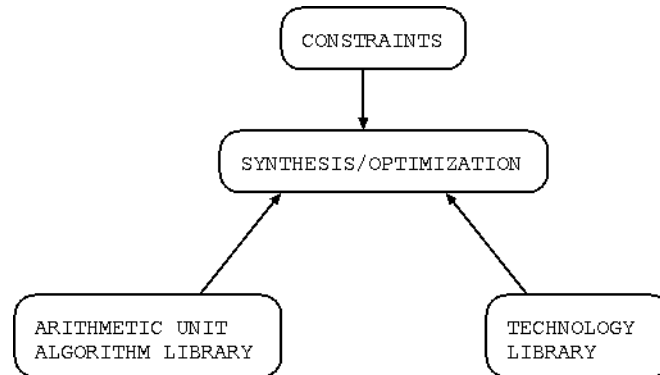 CONSTRAINTS
SYNTHESIS/OPTIMIZATION
ARITHMETIC UNIT
ALGORITHM LIBRARY
TECHNOLOGY
LIBRARY